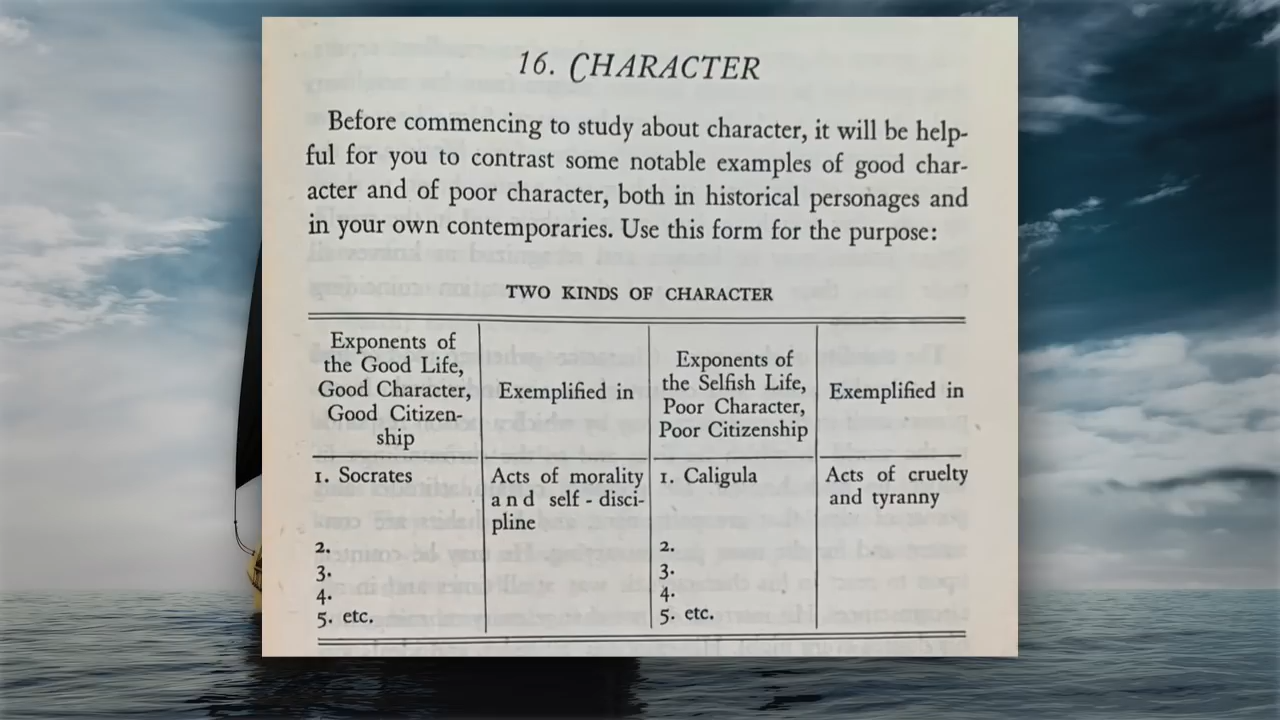 16. CHARACTER
Before commencing to study about character, it will be help-
ful for you to contrast some notable examples of good char-
acter and of poor character, both in historical personages and
in your own contemporaries. Use this form for the purpose:
TWO KINDS OF CHARACTER
Exponents of
the Good Life,
Good Character,
Good Citizen-
ship
Exemplified in
Exponents of
the Selfish Life,
Poor Character,
Poor Citizenship
Exemplified in
1. Socrates
Acts of morality
and self-disci-
pline
1. Caligula
Acts of cruelty
and tyranny
2.
3.
4.
5. etc.
2.
3.
4.
5. etc.